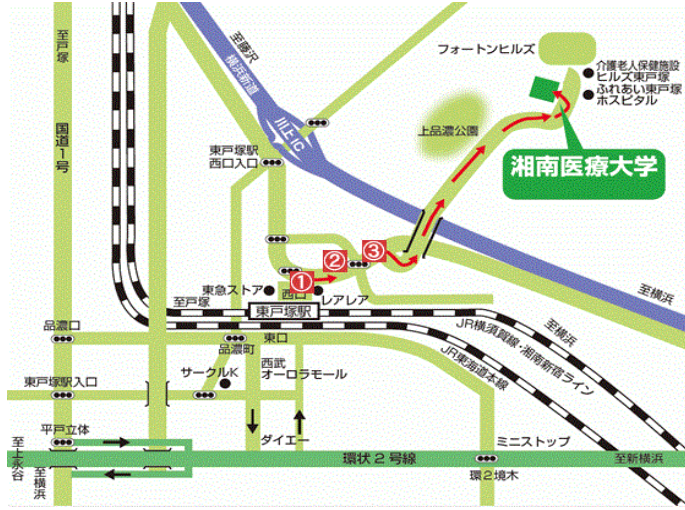 至戸塚
至藤沢
横浜新道
フォートンヒルズ
介護老人保健施設
ヒルズ東戸塚
ふれあい東戸塚
ホスピタル
国道1号
川上IC
上品濃公園
東戸塚駅
西口入口
湘南医療大学
③
②
①
東急ストア
西口
レアレア
至戸塚
東戸塚駅
至横浜
至横浜
品濃口
品濃町
東口
JR横須賀線・湘南新宿ライン
JR東海道本線
西武
オーロラモール
サークルK
東戸塚駅入口
平戸立体
ダイエー
ミニストップ
至上永谷
至横浜
環状2号線
至新横浜
環2境木